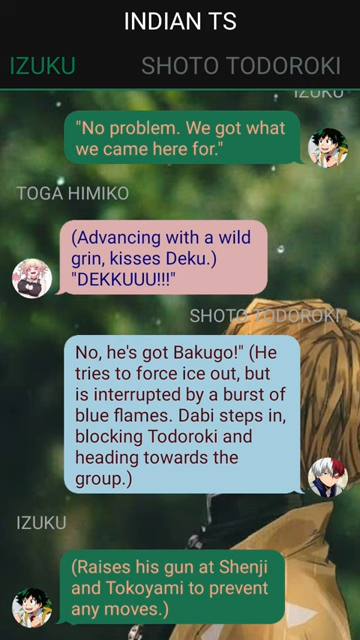 INDIAN TS
IZUKU SHOTO TODOROKI
IZUKU
"No problem. We got what
we came here for."
TOGA HIMIKO
(Advancing with a wild
grin, kisses Deku.)
"DEKKUUU!!!"
SHOTO TODOROKI
No, he's got Bakugo!" (He
tries to force ice out, but
is interrupted by a burst of
blue flames. Dabi steps in,
blocking Todoroki and
heading towards the
group.)
IZUKU
(Raises his gun at Shenji
and Tokoyami to prevent
any moves.)